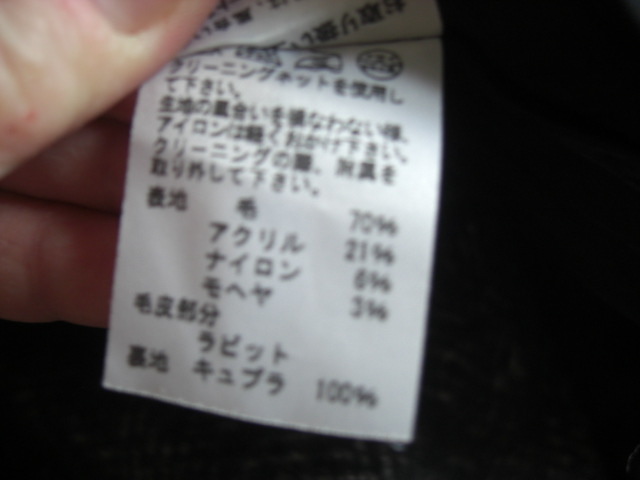 お取り扱い
クリーニングネットを使用し
て下さい。
生地の風合いを損なわない様、
アイロンは軽くおかけ下さい。
クリーニングの際、附属を
取り外して下さい。
表地 毛 70%
アクリル 21%
ナイロン 6%
モヘヤ 3%
毛皮部分
ラビット
裏地 キュプラ 100%